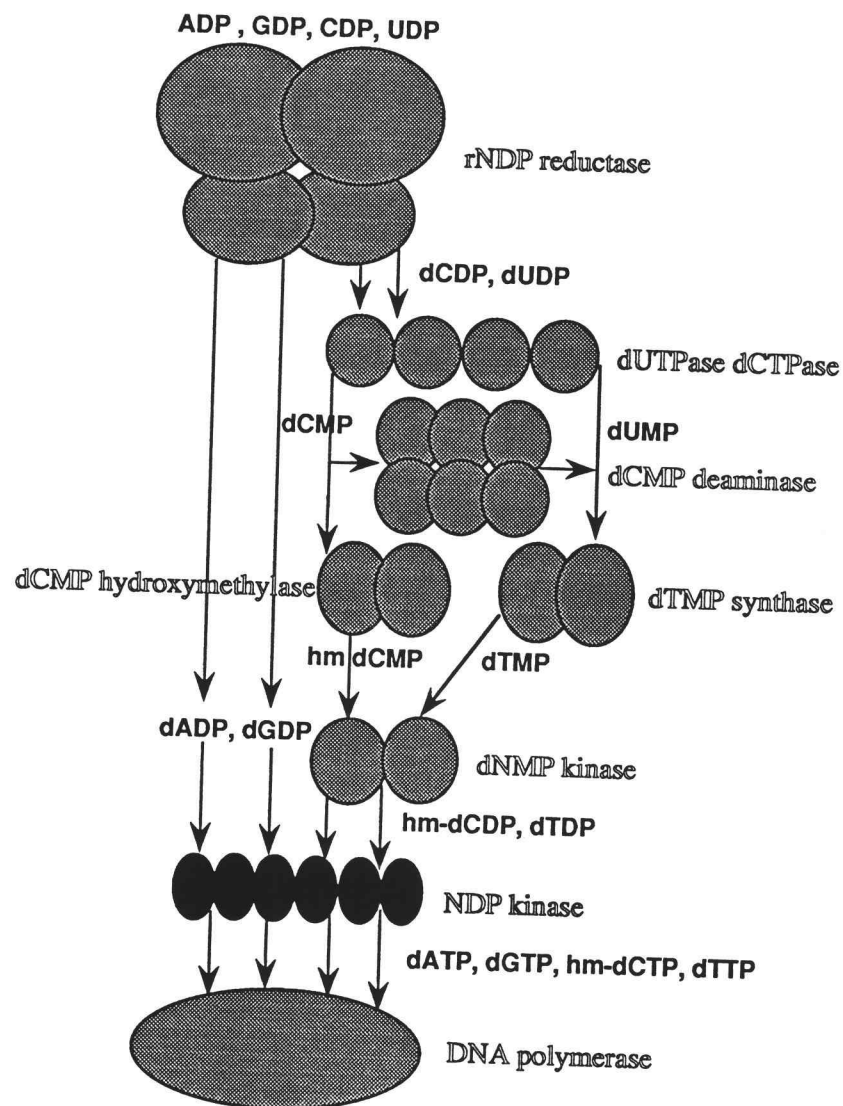 ADP , GDP, CDP, UDP
rNDP reductase
dCDP, dUDP
dUTPase dCTPase
dCMP
dUMP
dCMP deaminase
dCMP hydroxymethylase
dTMP synthase
hm dCMP
dTMP
dADP, dGDP
dNMP kinase
hm-dCDP, dTDP
NDP kinase
dATP, dGTP, hm-dCTP, dTTP
DNA polymerase